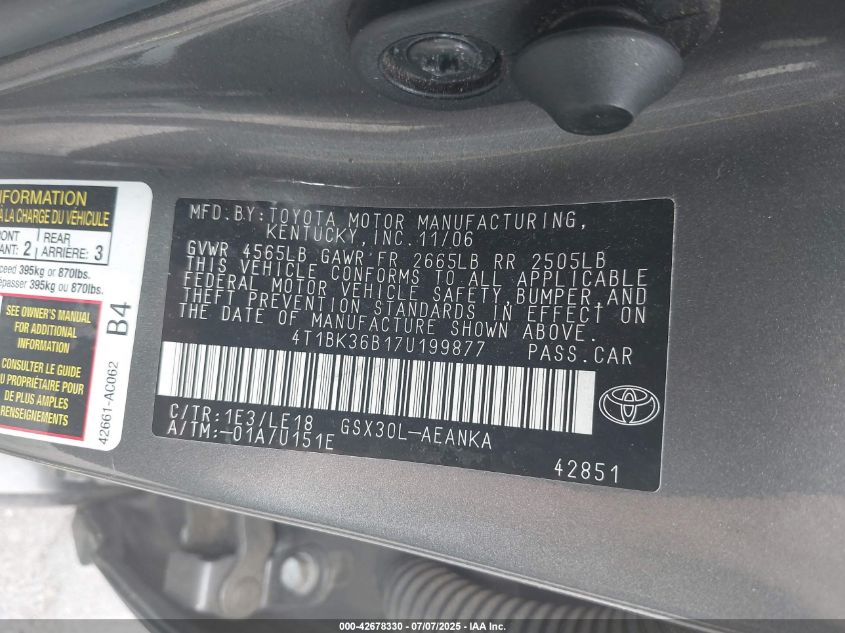 INFORMATION
À LA CHARGE DU VÉHICULE
2
REAR
ARRIÈRE: 3
395kg or 870lbs.
395kg ou 870lbs.
SEE OWNER'S MANUAL
FOR ADDITIONAL
INFORMATION
CONSULTER LE GUIDE
DU PROPRIÉTAIRE POUR
DE PLUS AMPLES
RENSEIGNEMENTS
B4
42661-AC062
MFD. BY: TOYOTA MOTOR MANUFACTURING,
KENTUCKY, INC. 11/06
GVWR 4565LB GAWR FR 2665LB RR 2505LB
THIS VEHICLE CONFORMS TO ALL APPLICABLE
FEDERAL MOTOR VEHICLE SAFETY, BUMPER, AND
THEFT PREVENTION STANDARDS IN EFFECT ON
THE DATE OF MANUFACTURE SHOWN ABOVE.
4T1BK36B17U199877 PASS. CAR
C/TR: 1E3/LE18 GSX30L-AEANKA
A/TM:-01A/U151E
42851
000-42678330 - 07/07/2025 - © IAA, LLC